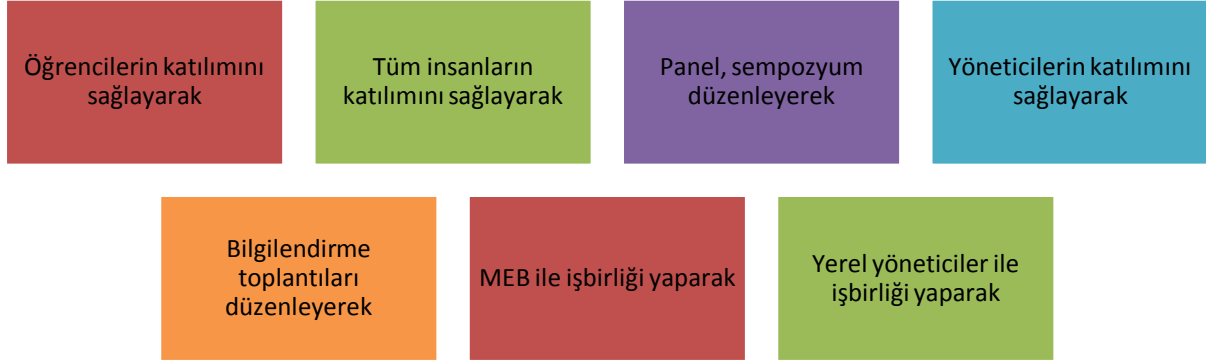 Öğrencilerin katılımını
sağlayarak
Tüm insanların
katılımını sağlayarak
Panel, sempozyum
düzenleyerek
Yöneticilerin katılımını
sağlayarak
Bilgilendirme
toplantıları
düzenleyerek
MEB ile işbirliği yaparak
Yerel yöneticiler ile
işbirliği yaparak